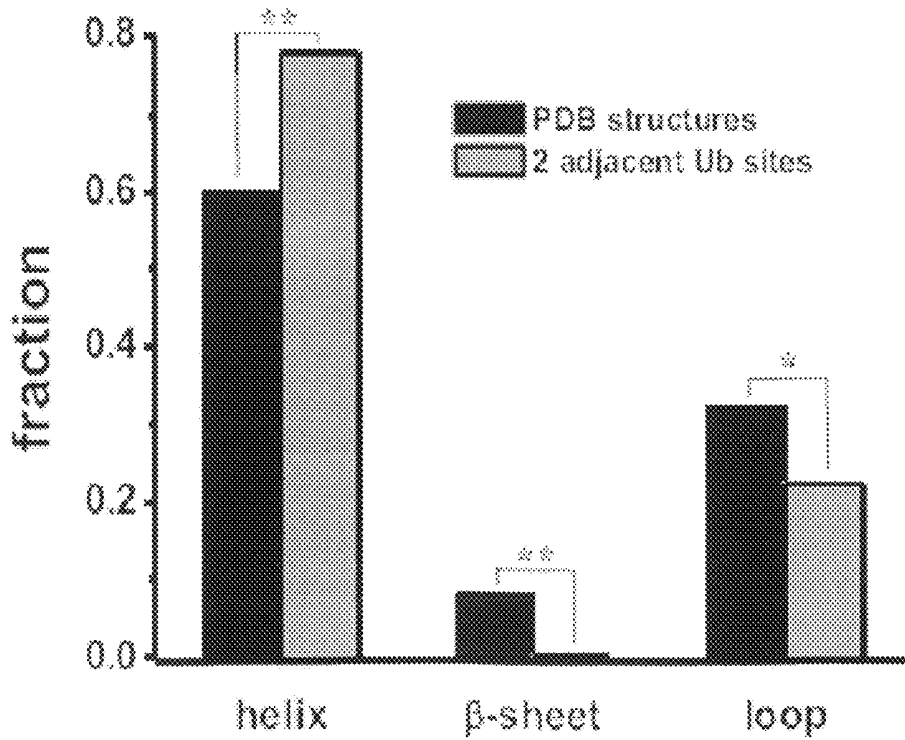 **
0.8
PDB structures
2 adjacent Ub sites
0.6
fraction
0.4
*
0.2
**
0.0
helix
β-sheet
loop